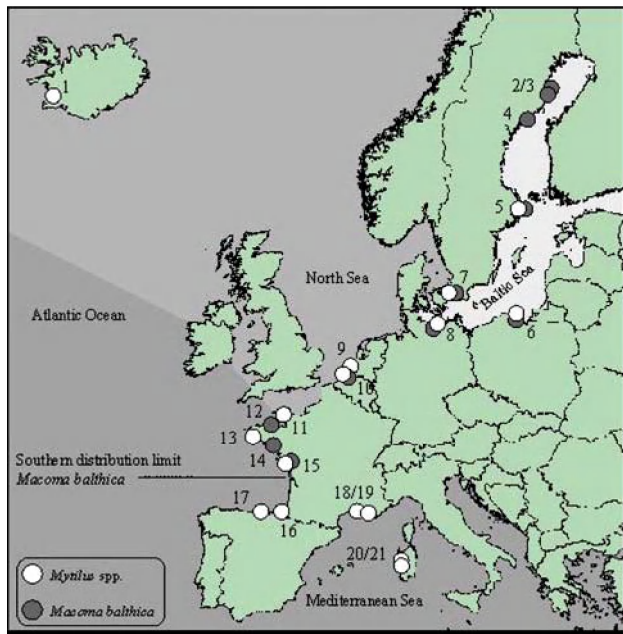 1
2/3
4
5
North Sea
7
Baltic Sea
Atlantic Ocean
6
8
9
10
12
11
13
Southern distribution limit
Macoma balthica
14
15
17
16
18/19
20/21
Mytilus spp.
Macoma balthica
Mediterranean Sea